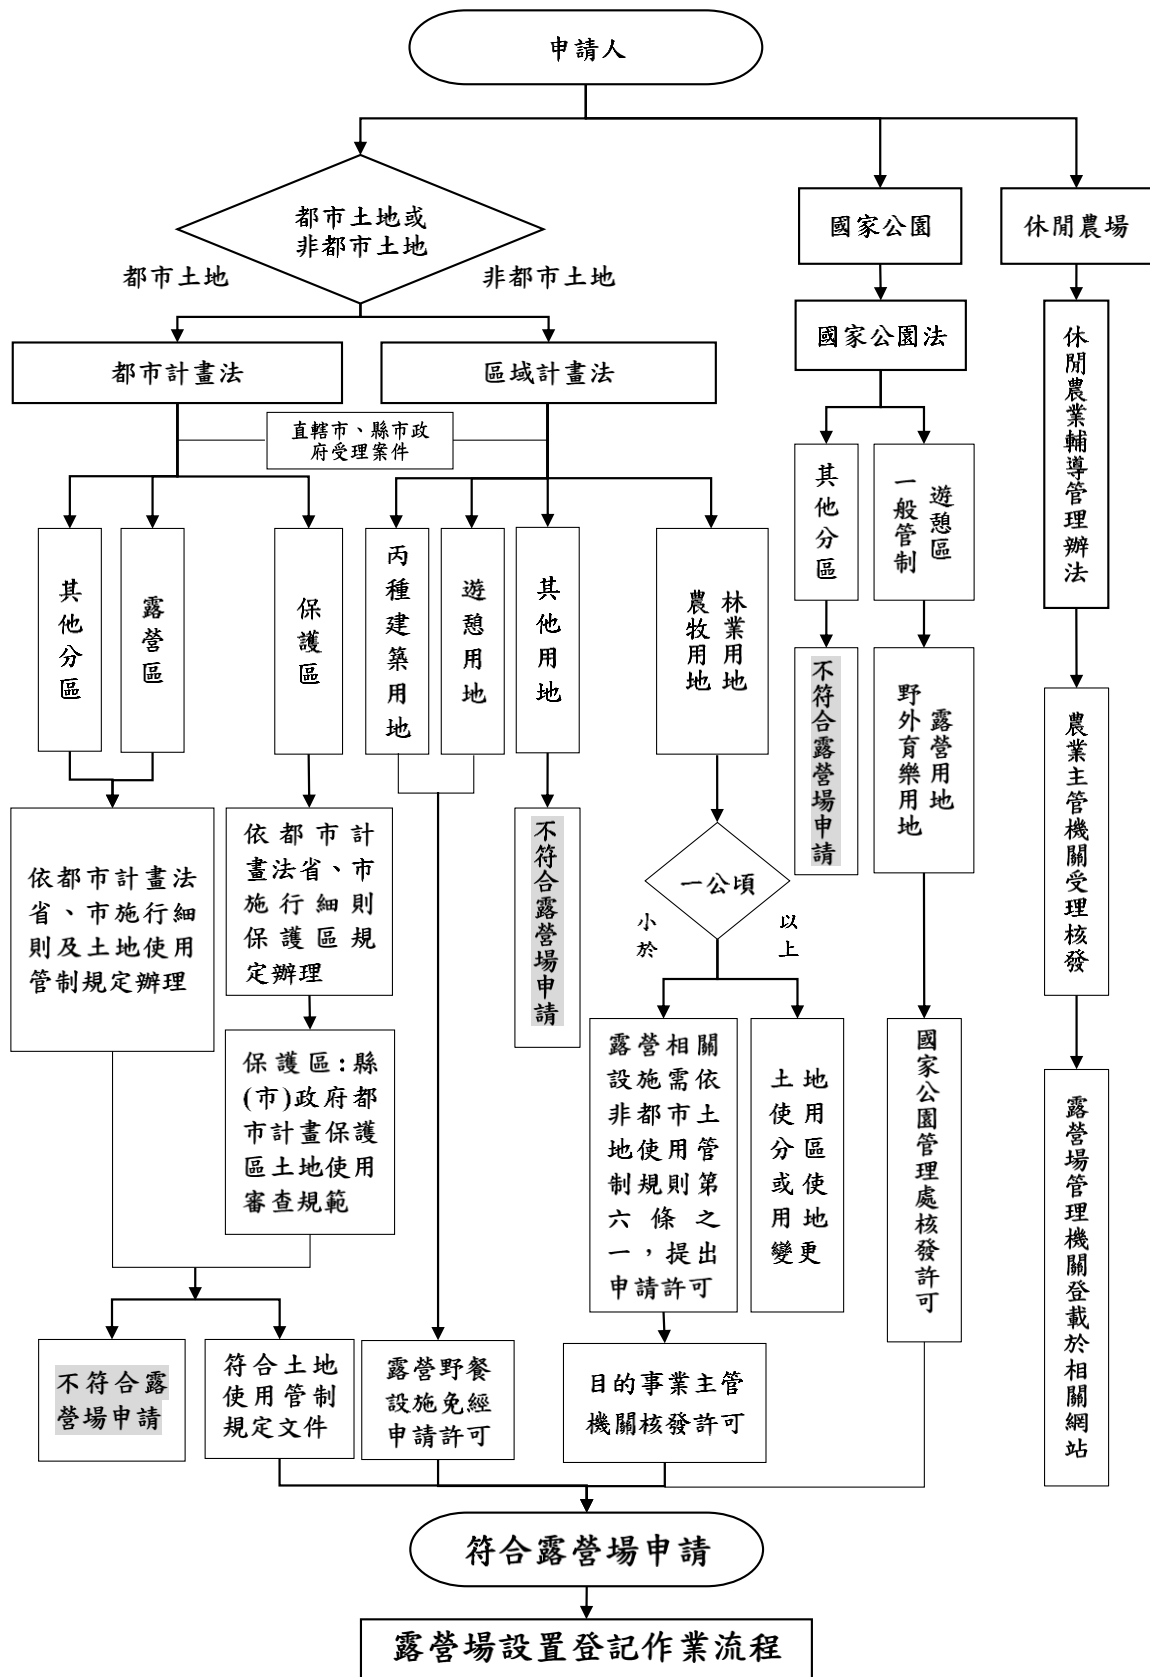 申請人
都市土地或
非都市土地
都市土地
非都市土地
國家公園
休閒農場
都市計畫法
區域計畫法
國家公園法
休閒農業輔導管理辦法
直轄市、縣市政
府受理案件
其他分區
露營區
保護區
丙種建築用地
遊憩用地
其他用地
林業用地
農牧用地
其他分區
遊憩區
一般管制
不符合露營場申請
露營用地
野外育樂用地
農業主管機關受理核發
依都市計畫法
省、市施行細
則及土地使用
管制規定辦理
依都市計
畫法省、市
施行細則
保護區規
定辦理
不符合露營場申請
一公頃
小於
以上
保護區:縣
(市)政府都
市計畫保護
區土地使用
審查規範
露營相關
設施需依
非都市土
地使用管
制規則第
六條之
一，提出
申請許可
土地
使用
分區
或使
用地
變更
國家公園管理處核發許可
露營場管理機關登載於相關網站
不符合露
營場申請
符合土地
使用管制
規定文件
露營野餐
設施免經
申請許可
目的事業主管
機關核發許可
符合露營場申請
露營場設置登記作業流程